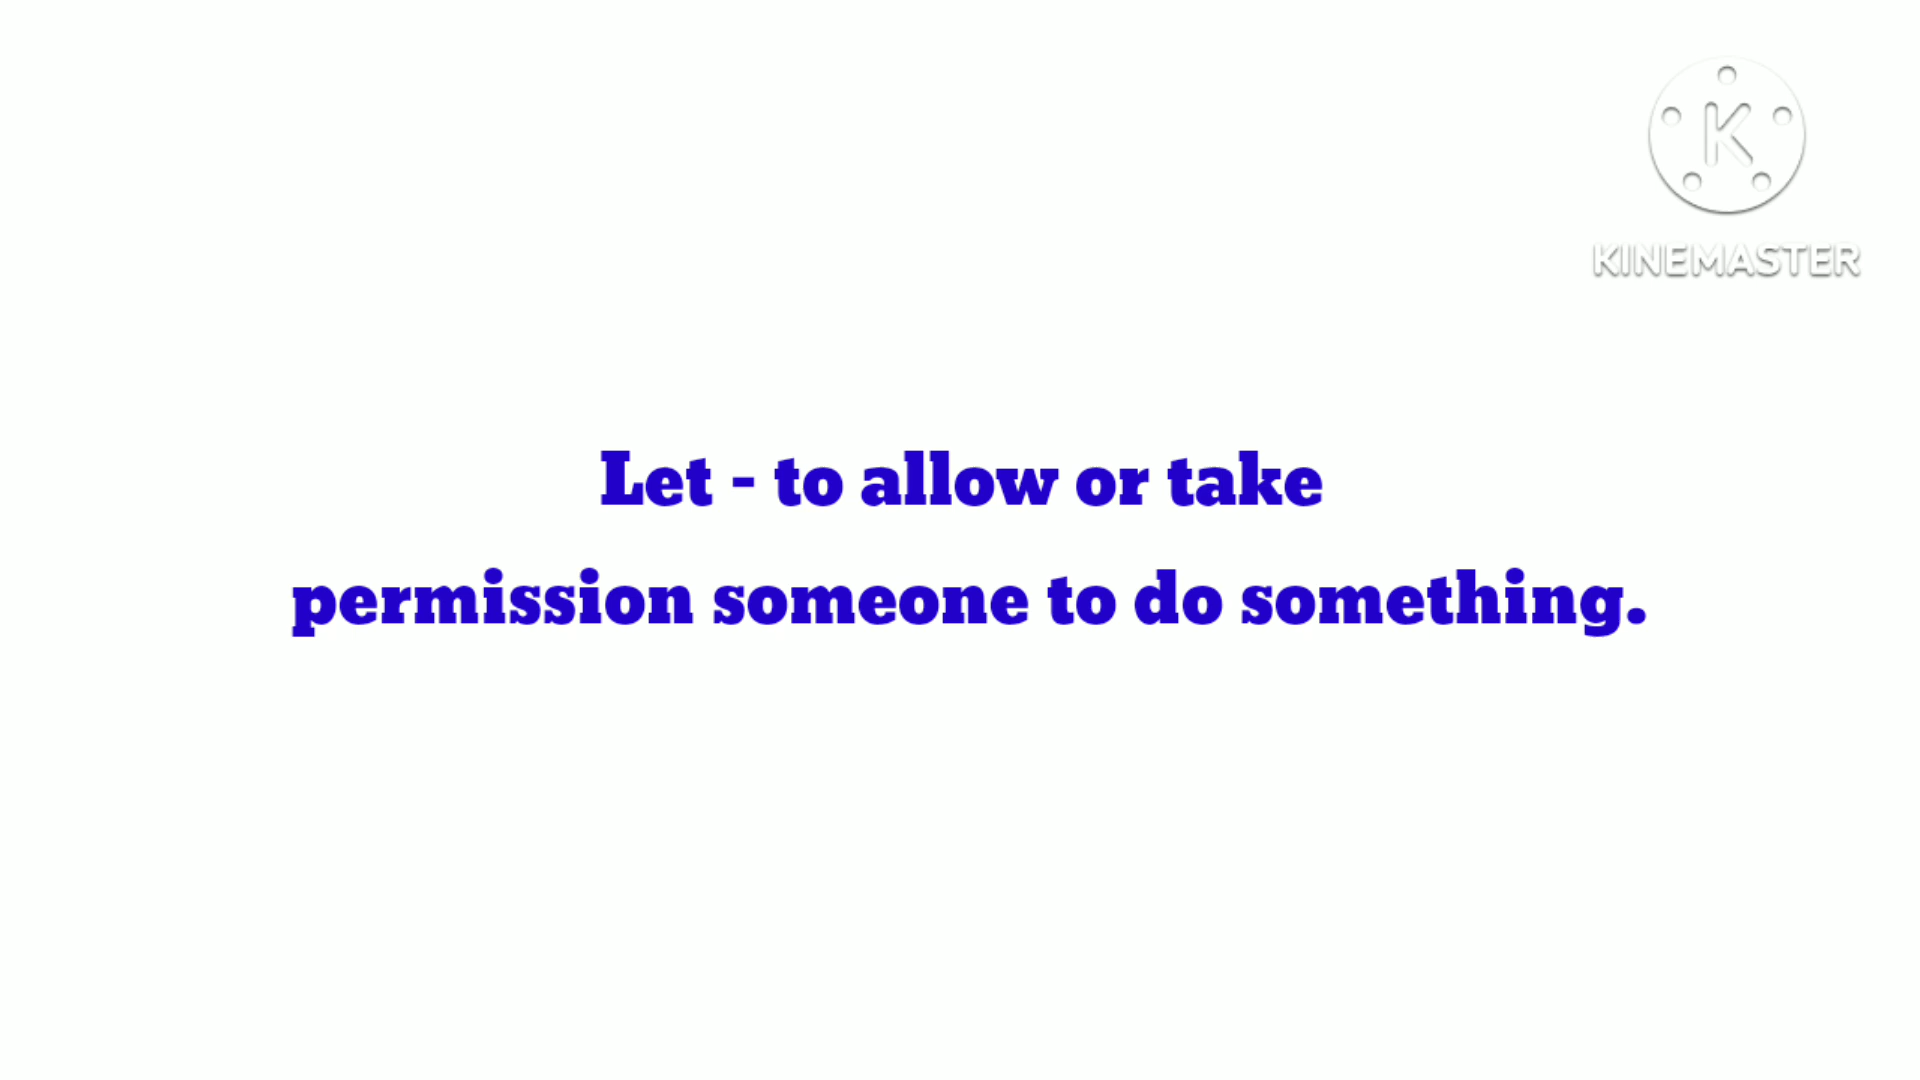 KINEMASTER
Let - to allow or take
permission someone to do something.